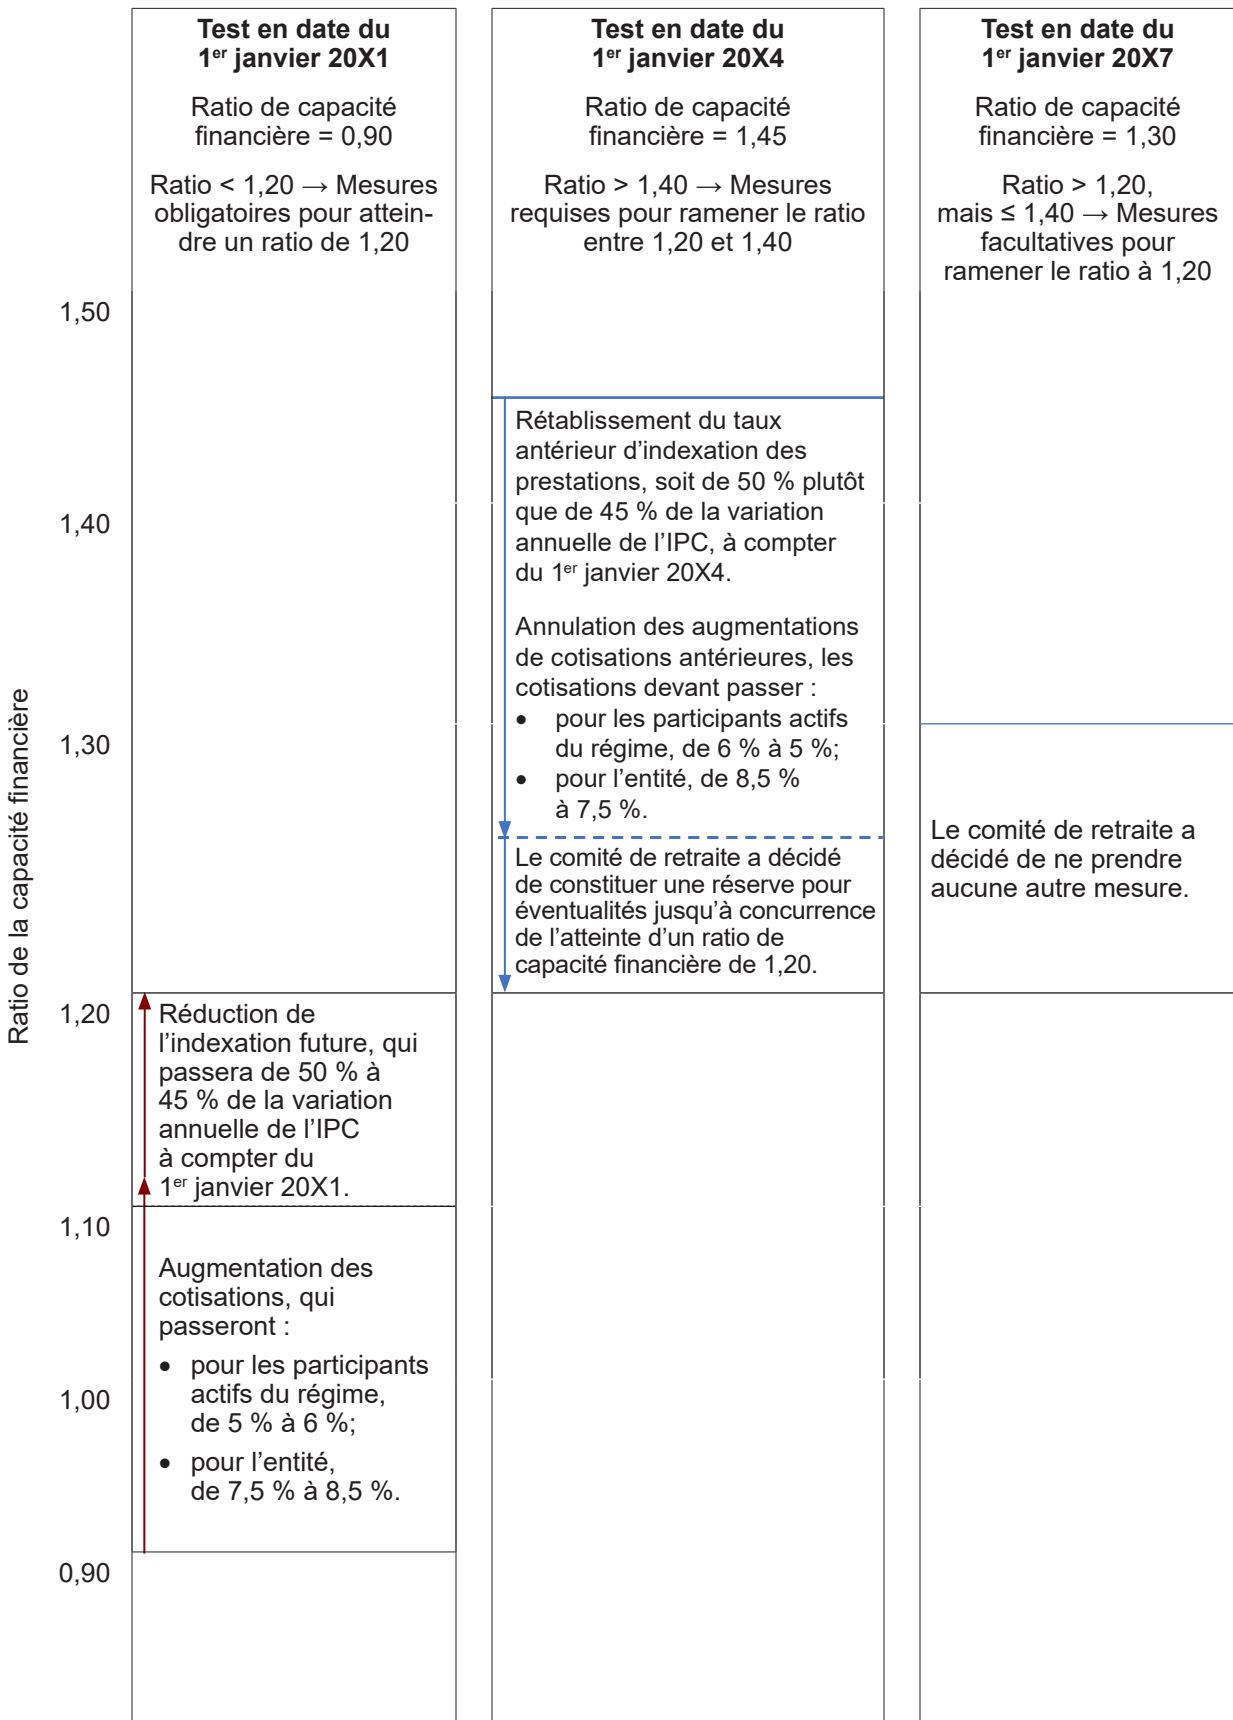 Test en date du
1er janvier 20X1
Ratio de capacité
financière = 0,90
Ratio < 1,20 → Mesures
obligatoires pour attein-
dre un ratio de 1,20
Test en date du
1er janvier 20X4
Ratio de capacité
financière = 1,45
Ratio > 1,40 → Mesures
requises pour ramener le ratio
entre 1,20 et 1,40
Test en date du
1er janvier 20X7
Ratio de capacité
financière = 1,30
Ratio > 1,20,
mais ≤ 1,40 → Mesures
facultatives pour
ramener le ratio à 1,20
Ratio de la capacité financière
1,50
1,40
1,30
1,20
1,10
1,00
0,90
Réduction de
l’indexation future, qui
passera de 50 % à
45 % de la variation
annuelle de l’IPC
à compter du
1er janvier 20X1.
Augmentation des
cotisations, qui
passeront :
• pour les participants
actifs du régime,
de 5 % à 6 %;
• pour l’entité,
de 7,5 % à 8,5 %.
Rétablissement du taux
antérieur d’indexation des
prestations, soit de 50 % plutôt
que de 45 % de la variation
annuelle de l’IPC, à compter
du 1er janvier 20X4.
Annulation des augmentations
de cotisations antérieures, les
cotisations devant passer :
• pour les participants actifs
du régime, de 6 % à 5 %;
• pour l’entité, de 8,5 %
à 7,5 %.
Le comité de retraite a décidé
de constituer une réserve pour
éventualités jusqu’à concurrence
de l’atteinte d’un ratio de
capacité financière de 1,20.
Le comité de retraite a
décidé de ne prendre
aucune autre mesure.